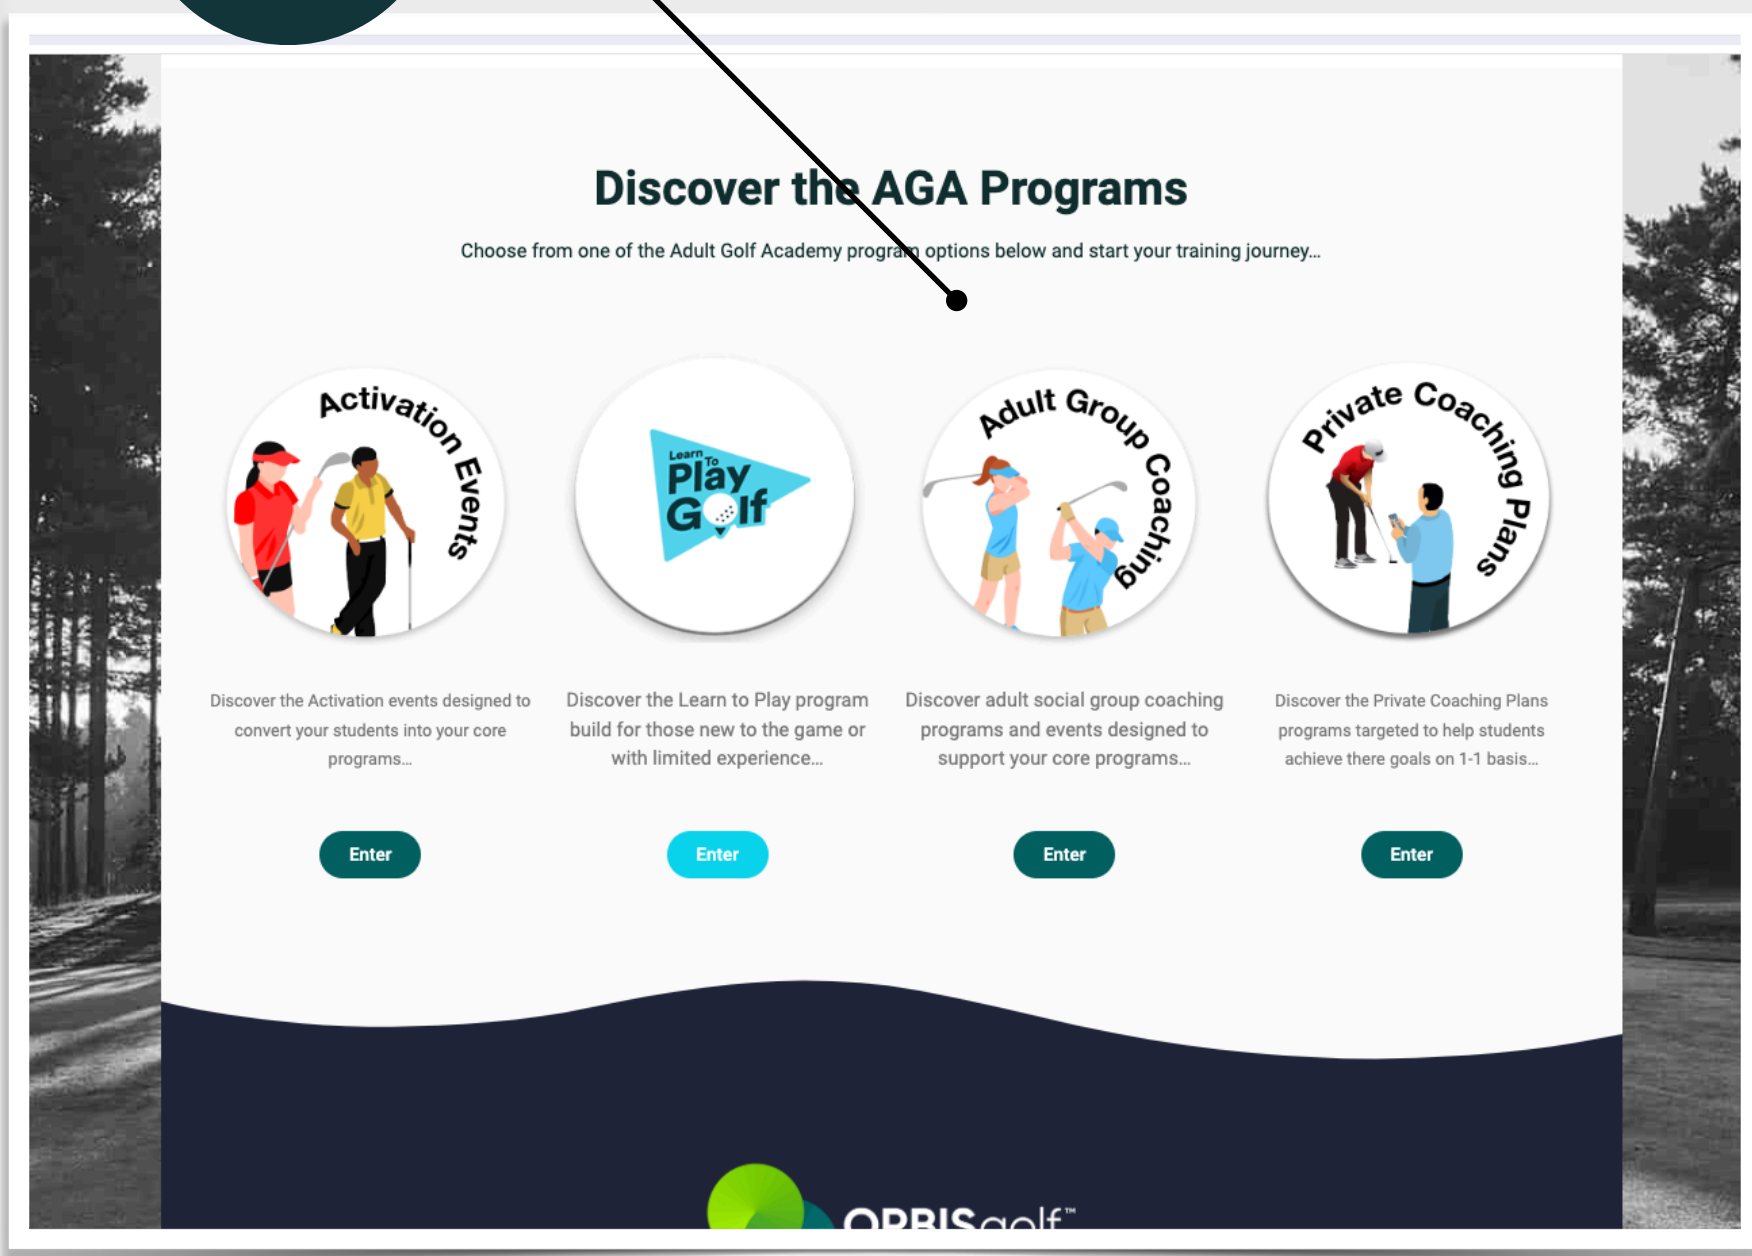 Discover the AGA Programs
Choose from one of the Adult Golf Academy program options below and start your training journey...
Activation Events
Learn To
Play
Golf
Adult Group Coaching
Private Coaching Plans
Discover the Activation events designed to
convert your students into your core
programs...
Discover the Learn to Play program
build for those new to the game or
with limited experience...
Discover adult social group coaching
programs and events designed to
support your core programs...
Discover the Private Coaching Plans
programs targeted to help students
achieve there goals on 1-1 basis...
Enter
Enter
Enter
Enter
ORBISgolf™